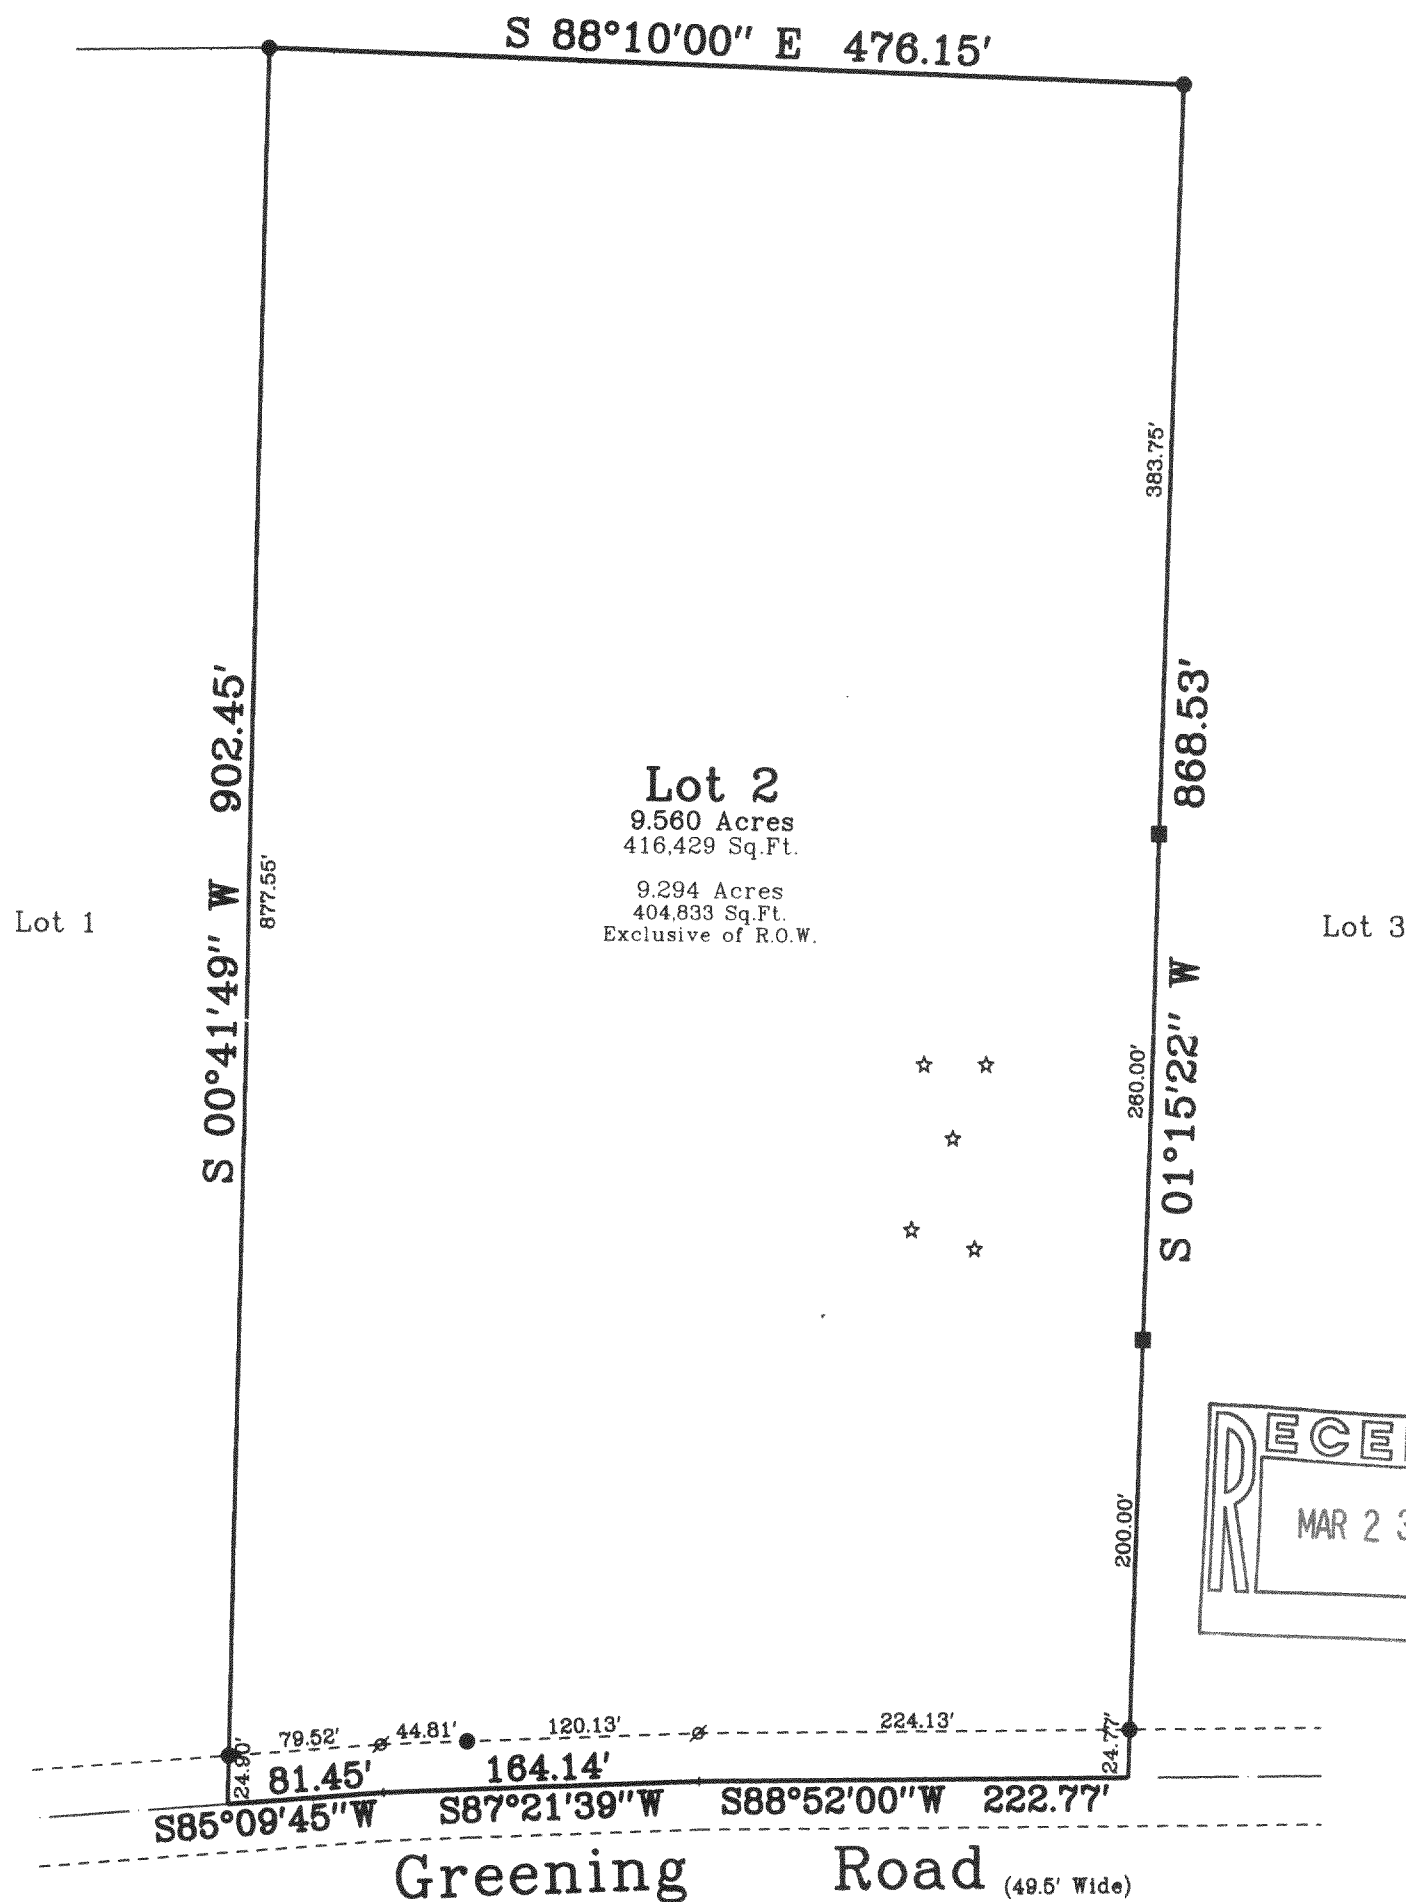 S 88°10'00" E 476.15'
383.75'
S 00°41'49" W 902.45'
877.55'
868.53'
S 01°15'22" W
260.00'
200.00'
Lot 2
9.560 Acres
416,429 Sq.Ft.
9.294 Acres
404,833 Sq.Ft.
Exclusive of R.O.W.
Lot 1
Lot 3
RECE
MAR 2 3
79.52' 44.81' 120.13' 224.13'
24.90'
24.77'
81.45' 164.14'
S85°09'45"W S87°21'39"W S88°52'00"W 222.77'
Greening Road (49.5' Wide)